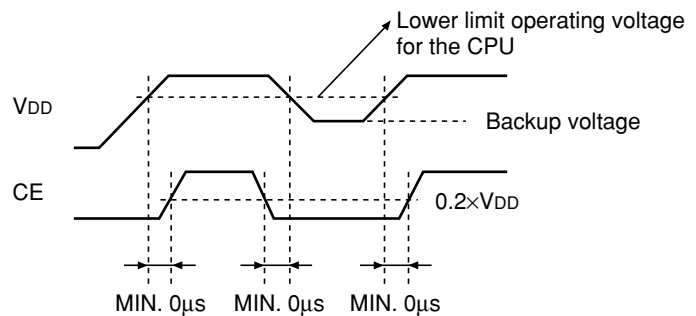 Lower limit operating voltage
for the CPU
VDD
Backup voltage
CE
0.2×VDD
MIN. 0µs MIN. 0µs MIN. 0µs